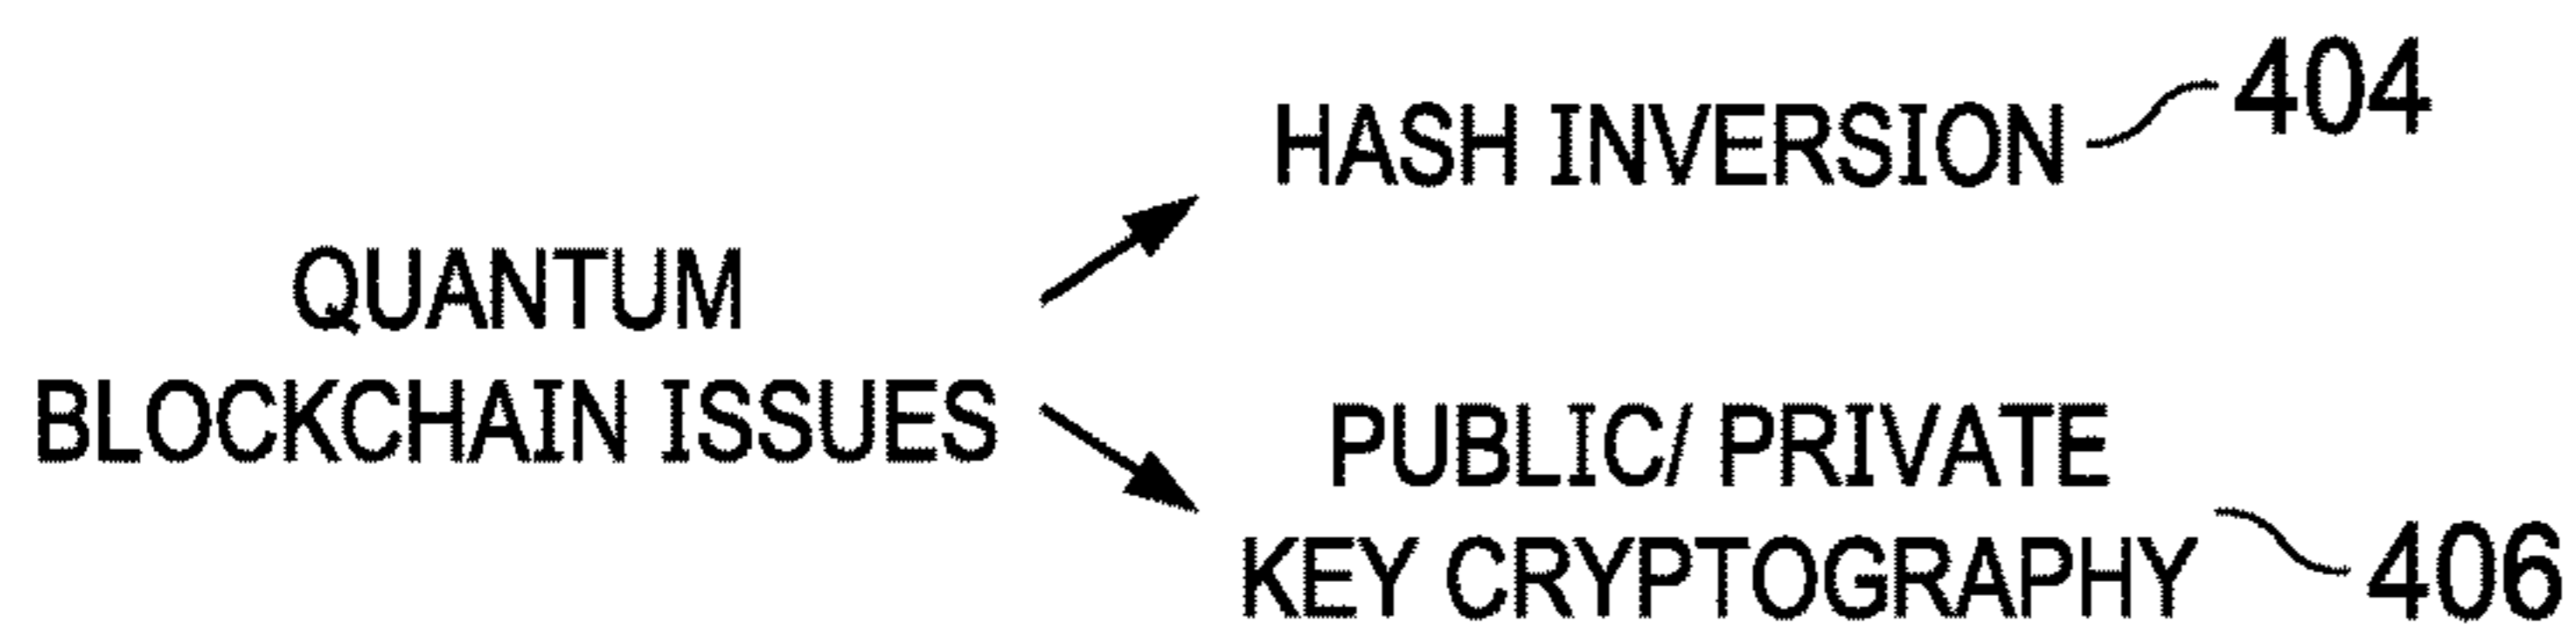 HASH INVERSION 404
QUANTUM
BLOCKCHAIN ISSUES
PUBLIC/ PRIVATE
KEY CRYPTOGRAPHY 406